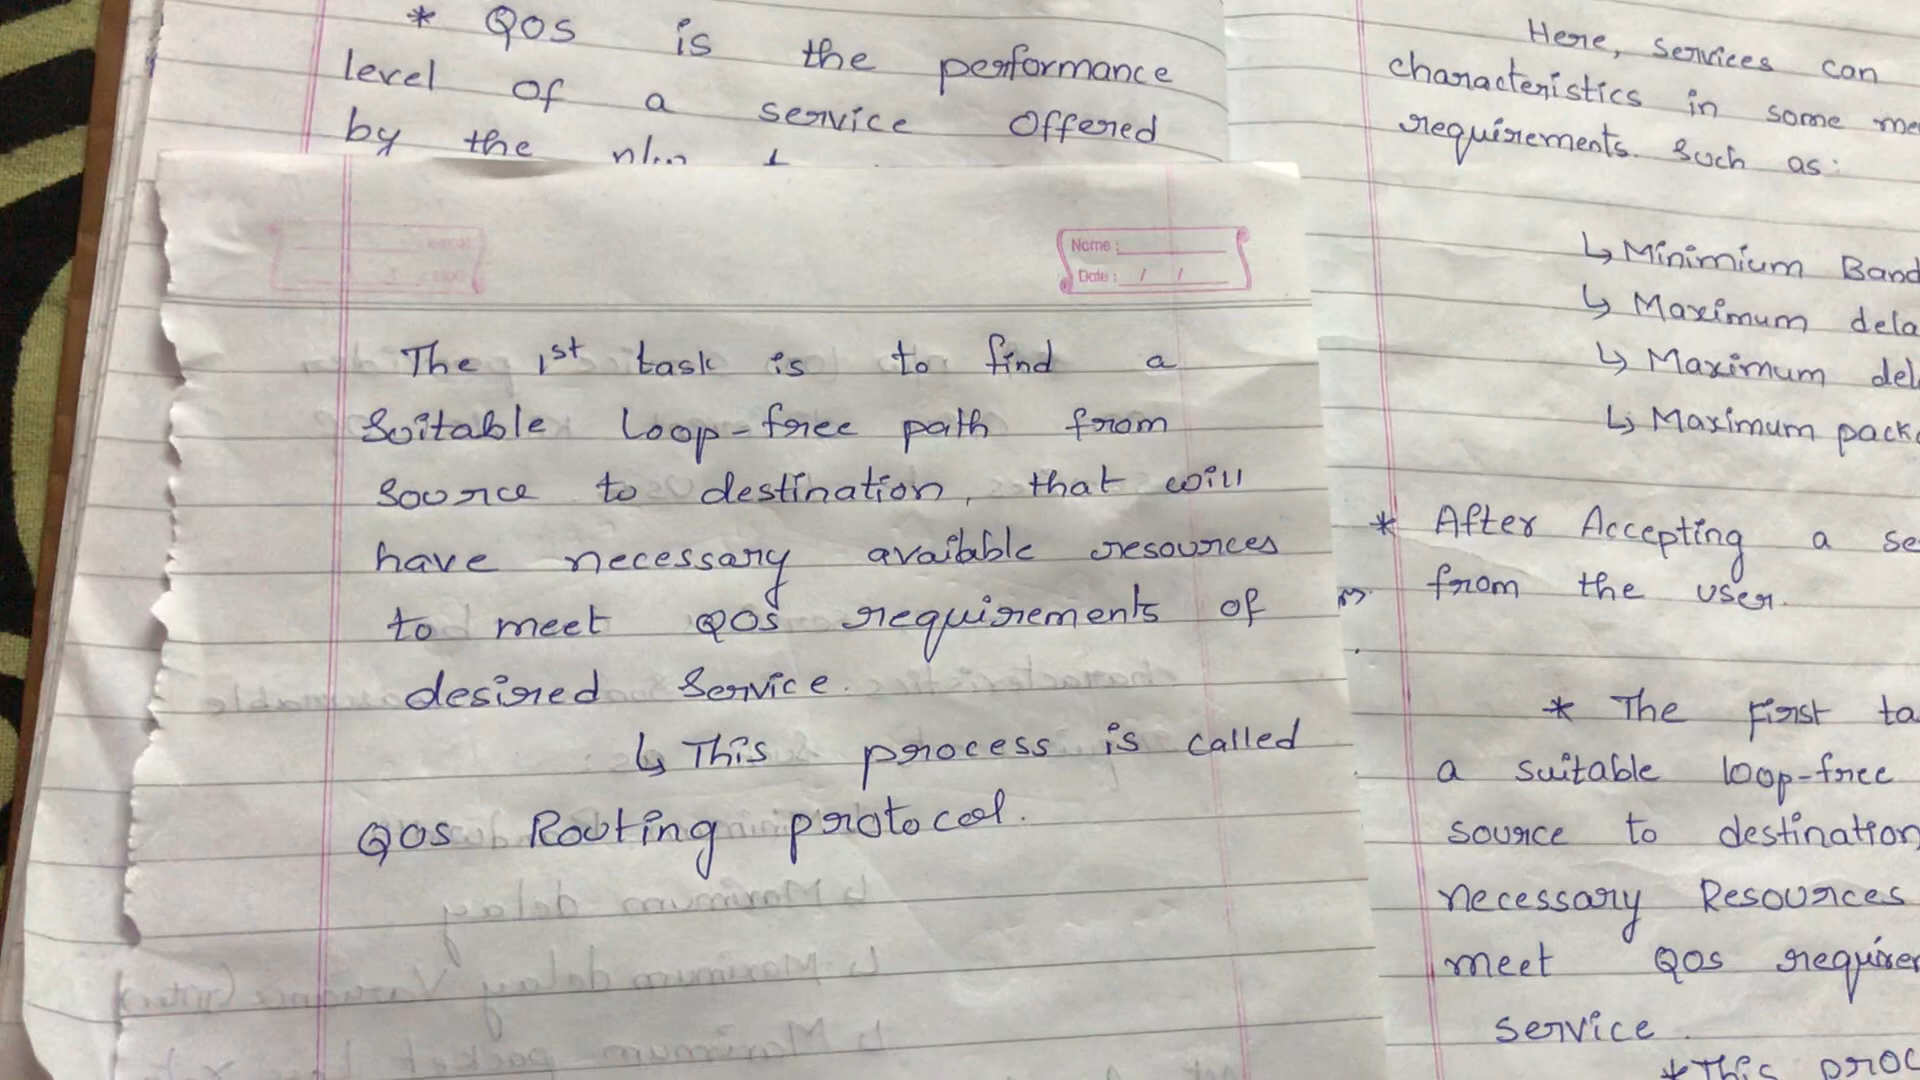 * QOS is the performance
level of a service Offered
by the
Name :
Date : / /
The 1st task is to find a
Suitable Loop-free path from
Source to destination, that will
have necessary available resources
to meet QOS requirements of
desired Service.
↳ This process is called
QOS Routing protocol.
Here, services can
characteristics in some
requirements. Such as:
↳ Minimium
↳ Maximum
↳ Maximum
↳ Maximum
* After Accepting a
from the user.
* The First
a suitable loop-free
source to destination,
necessary Resources
meet QOS
service.
* This